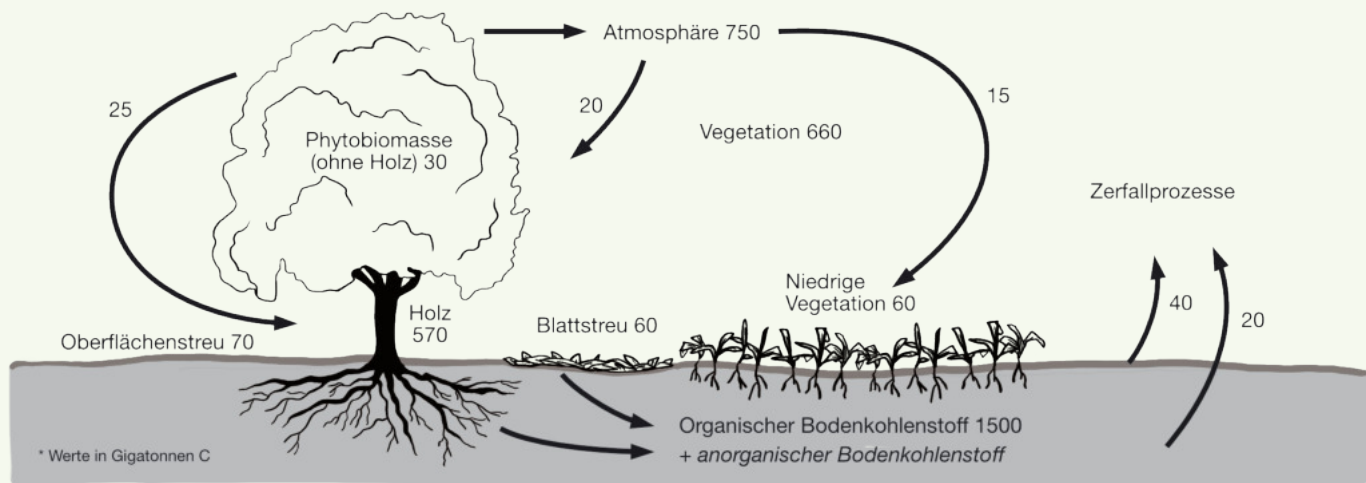 Atmosphäre 750
25
20
15
Phytobiomasse
(ohne Holz) 30
Vegetation 660
Zerfallprozesse
Niedrige
Vegetation 60
40
20
Holz
570
Blattstreu 60
Oberflächenstreu 70
Organischer Bodenkohlenstoff 1500
+ anorganischer Bodenkohlenstoff
* Werte in Gigatonnen C